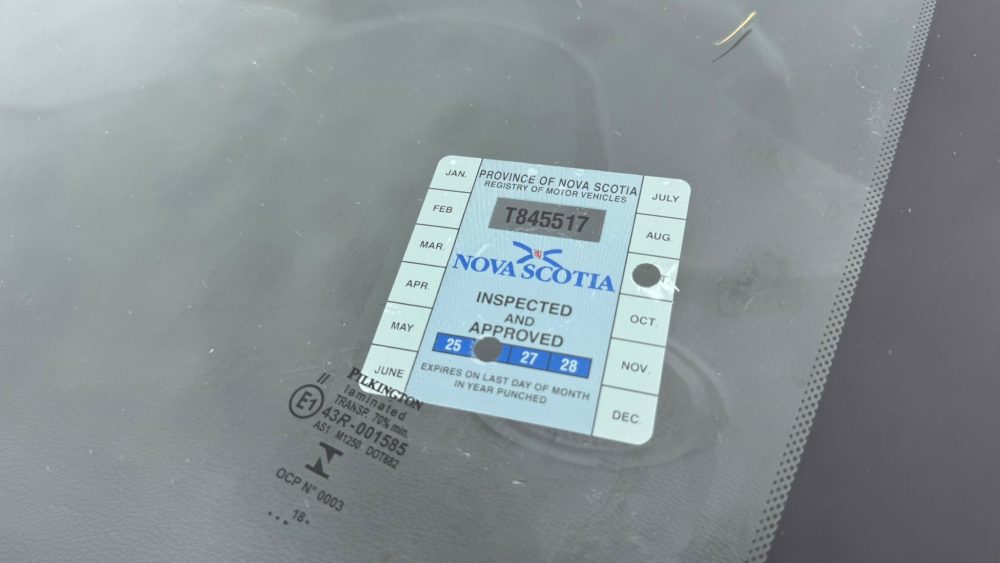 PROVINCE OF NOVA SCOTIA
REGISTRY OF MOTOR VEHICLES
T845517
NOVA SCOTIA
INSPECTED
AND
APPROVED
25 27 28
EXPIRES ON LAST DAY OF MONTH
IN YEAR PUNCHED
JAN.
FEB.
MAR.
APR.
MAY
JUNE
JULY
AUG.
OCT.
NOV.
DEC.
PILKINGTON
laminated
TRANSP. 70% min.
E1 43R-001585
AS1 M1250 DOT682
OCP N° 0003
... 18.